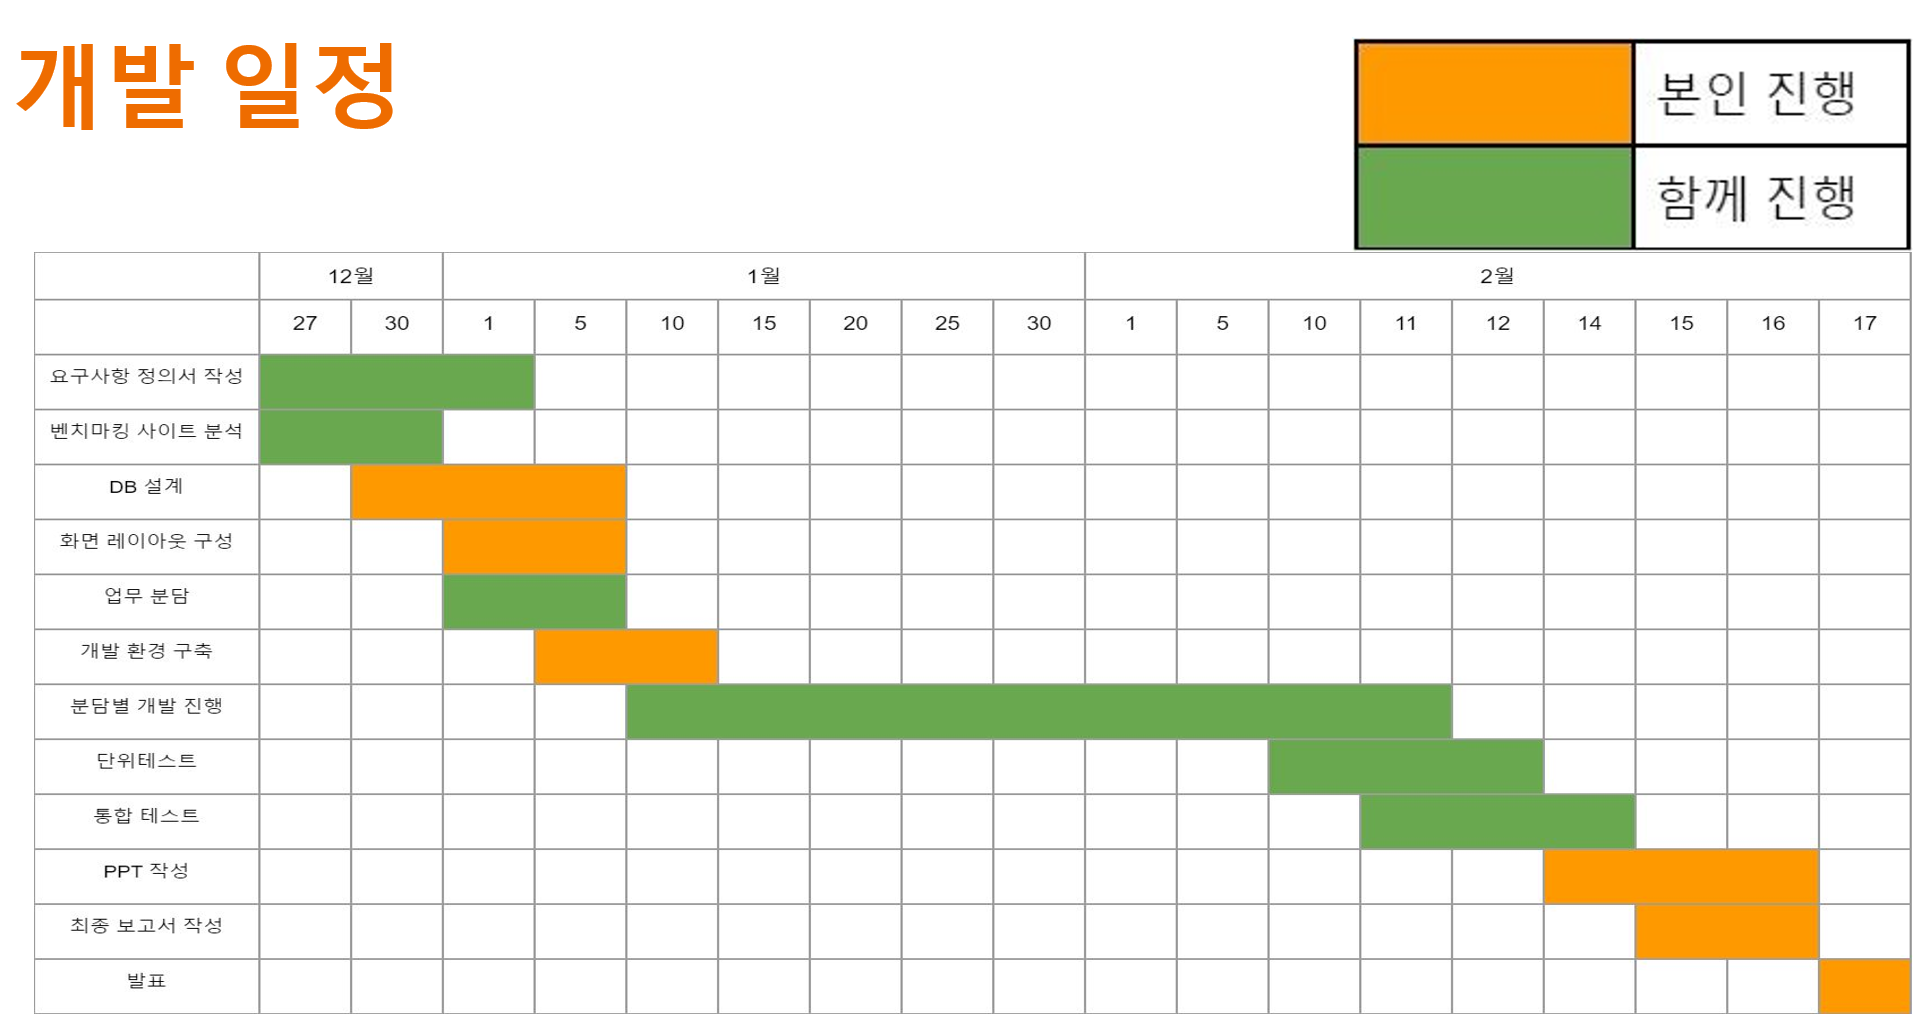 개발 일정
본인 진행
함께 진행
12월 1월 2월
27 30 1 5 10 15 20 25 30 1 5 10 11 12 14 15 16 17
요구사항 정의서 작성
벤치마킹 사이트 분석
DB 설계
화면 레이아웃 구성
업무 분담
개발 환경 구축
분담별 개발 진행
단위테스트
통합 테스트
PPT 작성
최종 보고서 작성
발표